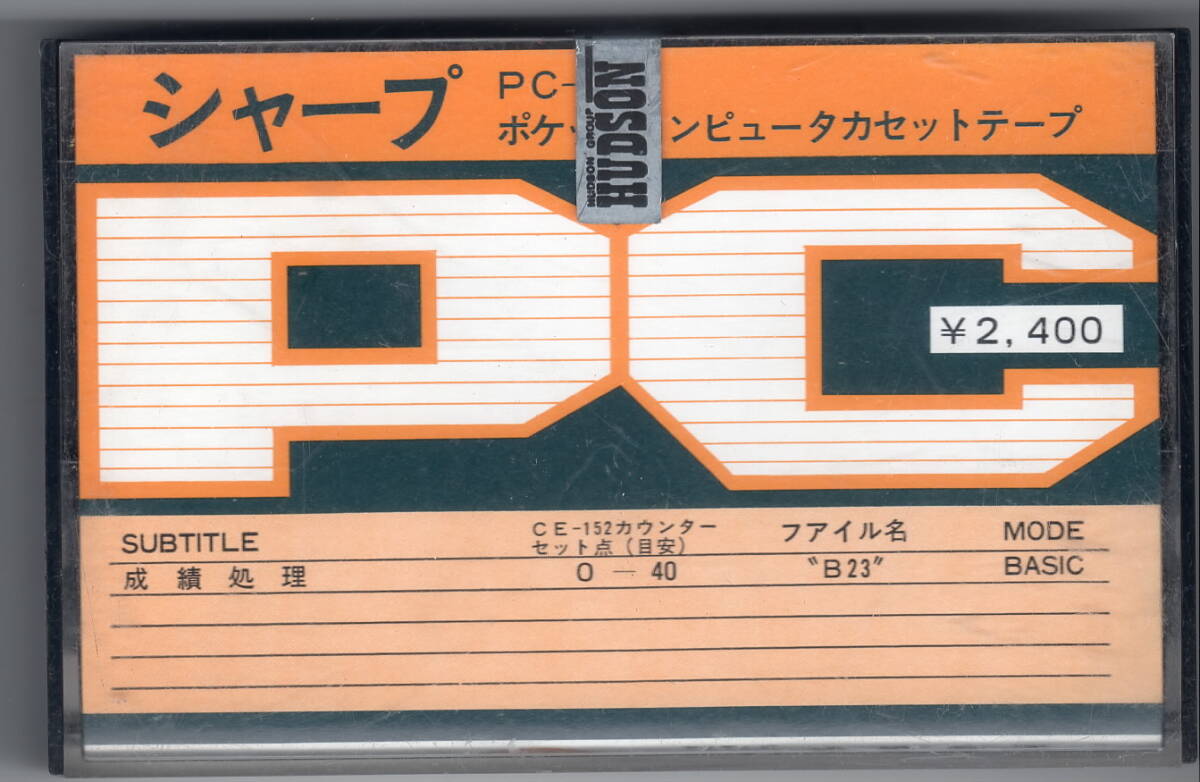 シャープ
PC-
ポケ ンピュータカセットテープ
HUDSON GROUP
HUDSON
PC
¥2,400
SUBTITLE CE-152カウンターセット点(目安) フアイル名 MODE
成績処理 0 — 40 "B23" BASIC